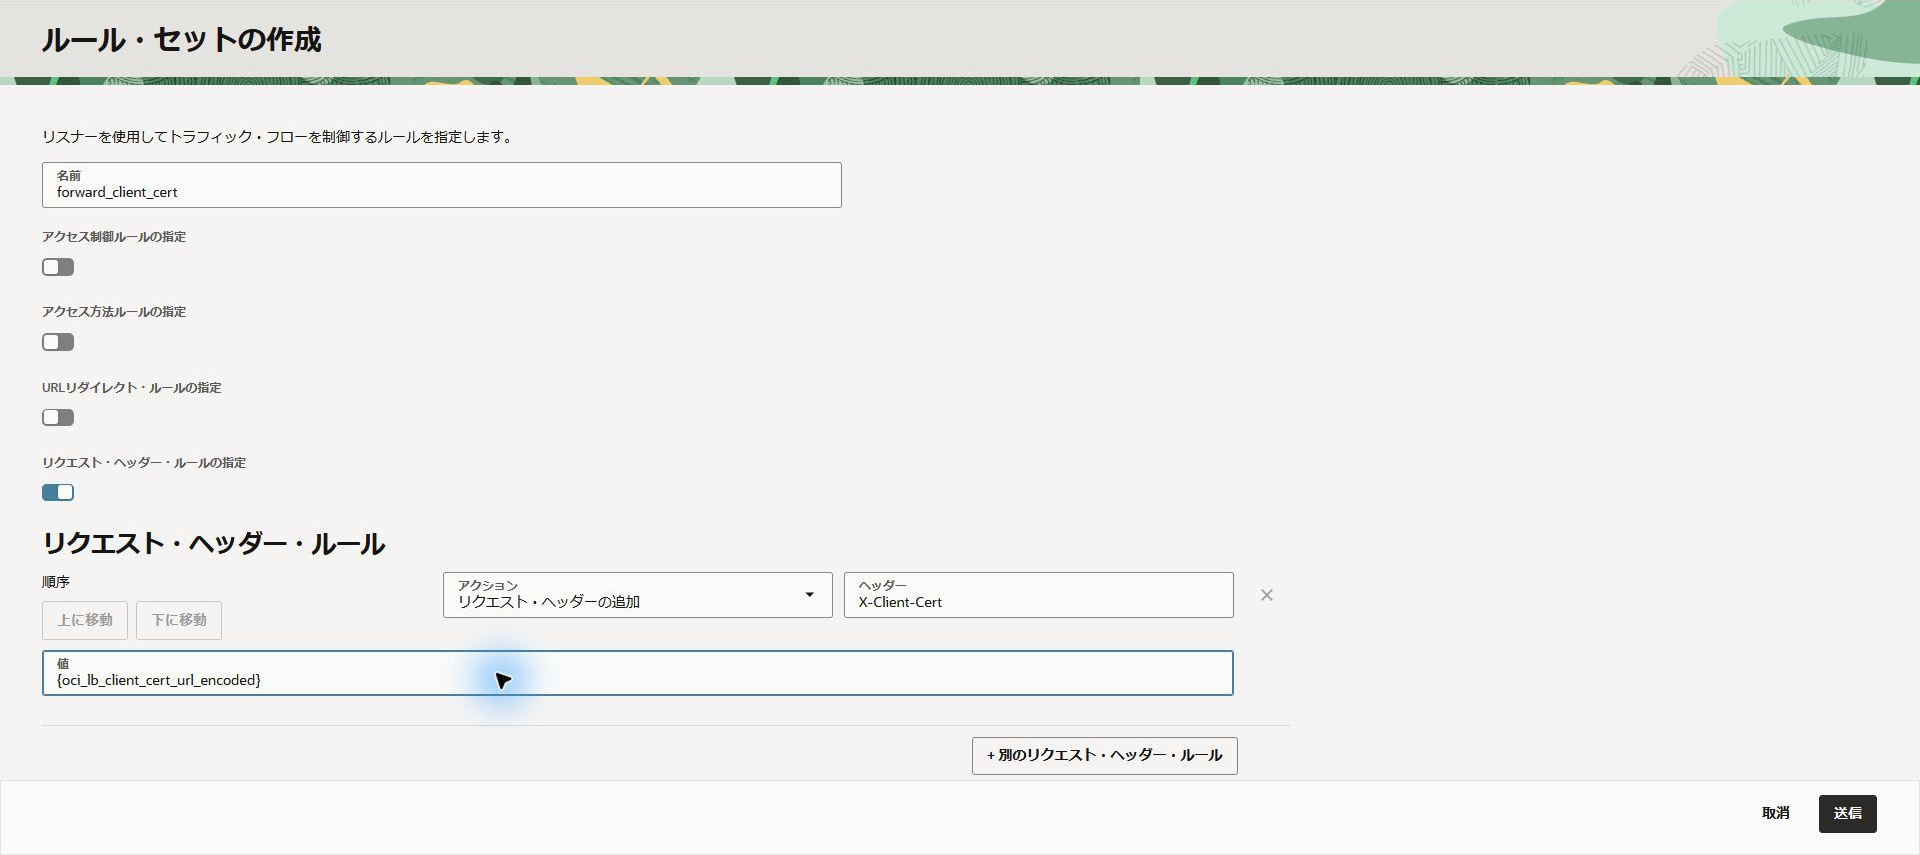 ルール・セットの作成
リスナーを使用してトラフィック・フローを制御するルールを指定します。
名前
forward_client_cert
アクセス制御ルールの指定
アクセス方法ルールの指定
URLリダイレクト・ルールの指定
リクエスト・ヘッダー・ルールの指定
リクエスト・ヘッダー・ルール
順序
上に移動 下に移動
アクション
リクエスト・ヘッダーの追加
ヘッダー
X-Client-Cert
値
{oci_lb_client_cert_url_encoded}
+ 別のリクエスト・ヘッダー・ルール
取消 送信